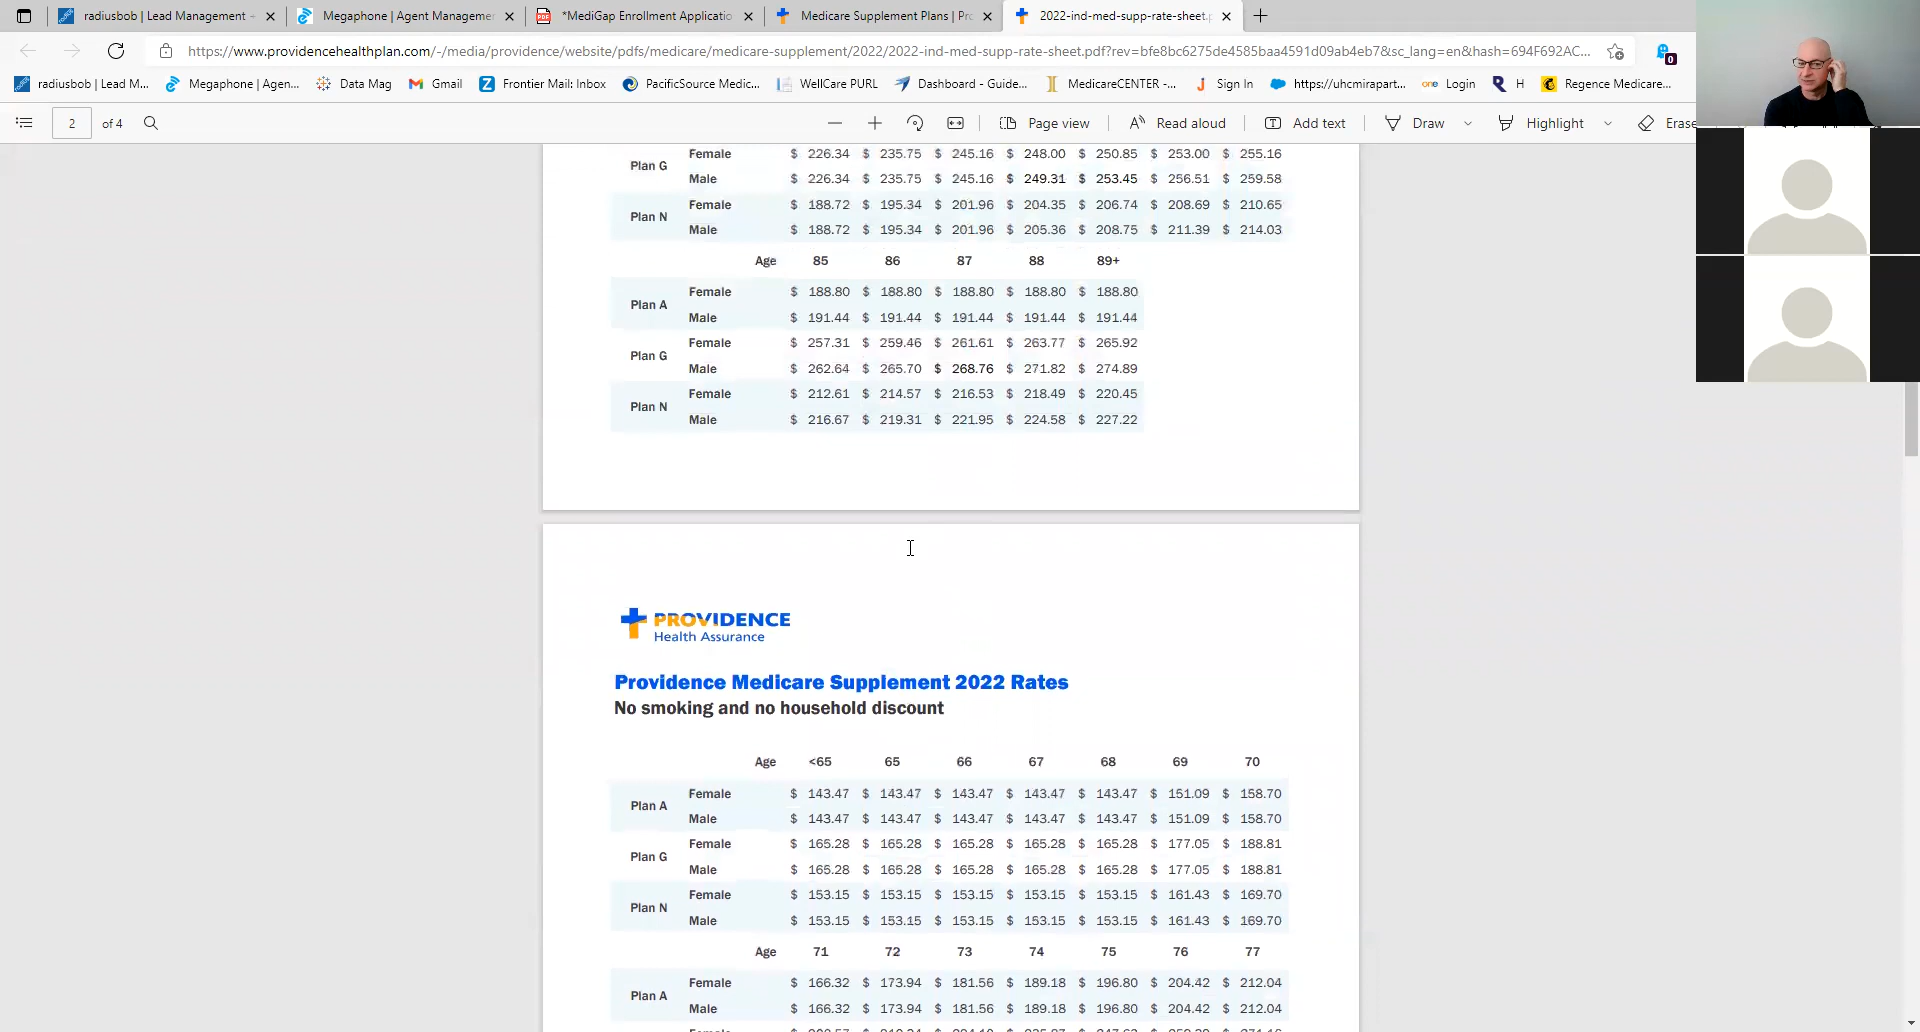 radiusbob | Lead Management -
Megaphone | Agent Manageme
*MediGap Enrollment Applicatio
Medicare Supplement Plans | Pro
2022-ind-med-supp-rate-sheet.p
https://www.providencehealthplan.com/-/media/providence/website/pdfs/medicare/medicare-supplement/2022/2022-ind-med-supp-rate-sheet.pdf?rev=bfe8bc6275de4585baa4591d09ab4eb7&sc_lang=en&hash=694F692AC...
0
radiusbob | Lead M...
Megaphone | Agen...
Data Mag
Gmail
Frontier Mail: Inbox
PacificSource Medic...
WellCare PURL
Dashboard - Guide...
MedicareCENTER -...
Sign In
https://uhcmirapart...
one Login
H
Regence Medicare...
2 of 4
Page view
Read aloud
Add text
Draw
Highlight
Erase
Plan G
Female $ 226.34 $ 235.75 $ 245.16 $ 248.00 $ 250.85 $ 253.00 $ 255.16
Male $ 226.34 $ 235.75 $ 245.16 $ 249.31 $ 253.45 $ 256.51 $ 259.58
Plan N
Female $ 188.72 $ 195.34 $ 201.96 $ 204.35 $ 206.74 $ 208.69 $ 210.65
Male $ 188.72 $ 195.34 $ 201.96 $ 205.36 $ 208.75 $ 211.39 $ 214.03
Age 85 86 87 88 89+
Plan A
Female $ 188.80 $ 188.80 $ 188.80 $ 188.80 $ 188.80
Male $ 191.44 $ 191.44 $ 191.44 $ 191.44 $ 191.44
Plan G
Female $ 257.31 $ 259.46 $ 261.61 $ 263.77 $ 265.92
Male $ 262.64 $ 265.70 $ 268.76 $ 271.82 $ 274.89
Plan N
Female $ 212.61 $ 214.57 $ 216.53 $ 218.49 $ 220.45
Male $ 216.67 $ 219.31 $ 221.95 $ 224.58 $ 227.22
PROVIDENCE
Health Assurance
Providence Medicare Supplement 2022 Rates
No smoking and no household discount
Age <65 65 66 67 68 69 70
Plan A
Female $ 143.47 $ 143.47 $ 143.47 $ 143.47 $ 143.47 $ 151.09 $ 158.70
Male $ 143.47 $ 143.47 $ 143.47 $ 143.47 $ 143.47 $ 151.09 $ 158.70
Plan G
Female $ 165.28 $ 165.28 $ 165.28 $ 165.28 $ 165.28 $ 177.05 $ 188.81
Male $ 165.28 $ 165.28 $ 165.28 $ 165.28 $ 165.28 $ 177.05 $ 188.81
Plan N
Female $ 153.15 $ 153.15 $ 153.15 $ 153.15 $ 153.15 $ 161.43 $ 169.70
Male $ 153.15 $ 153.15 $ 153.15 $ 153.15 $ 153.15 $ 161.43 $ 169.70
Age 71 72 73 74 75 76 77
Plan A
Female $ 166.32 $ 173.94 $ 181.56 $ 189.18 $ 196.80 $ 204.42 $ 212.04
Male $ 166.32 $ 173.94 $ 181.56 $ 189.18 $ 196.80 $ 204.42 $ 212.04